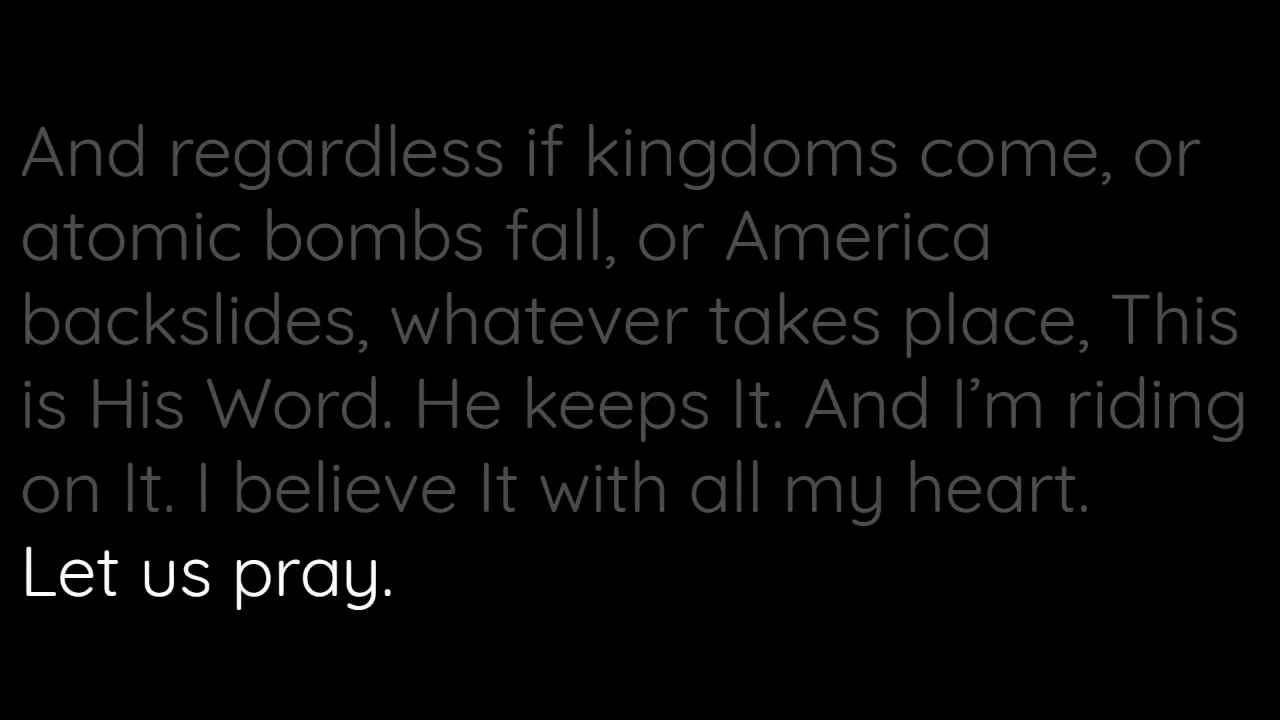 And regardless if kingdoms come, or
atomic bombs fall, or America
backslides, whatever takes place, This
is His Word. He keeps It. And I’m riding
on It. I believe It with all my heart.
Let us pray.